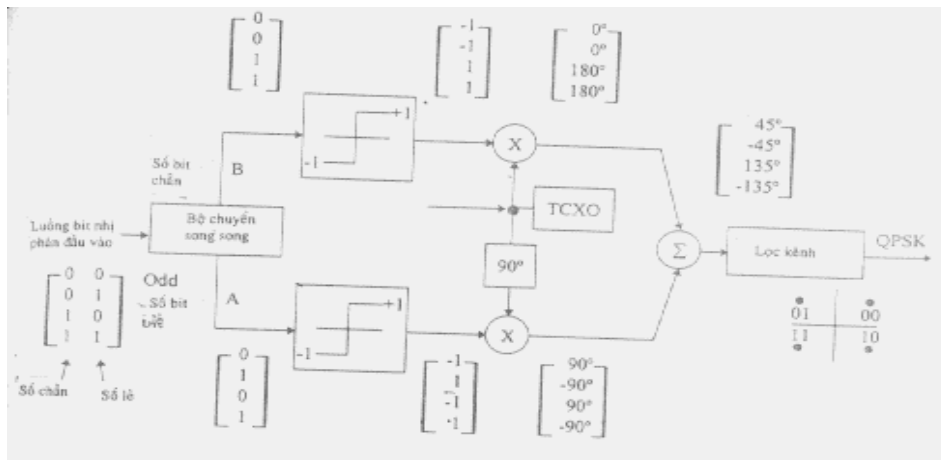 0
0
1
1
-1
-1
1
1
0°
0°
180°
180°
+1
-1
X
B
Số bit
chẵn
45°
-45°
135°
-135°
Luồng bit nhị
phân đầu vào
Bộ chuyển
song song
TCXO
90°
Σ
Lọc kênh
QPSK
0 0
0 1
1 0
1 1
Odd
Số bit
A
+1
-1
X
01 00
11 10
Số chẵn
Số lẻ
0
1
0
1
-1
1
-1
1
90°
-90°
90°
-90°